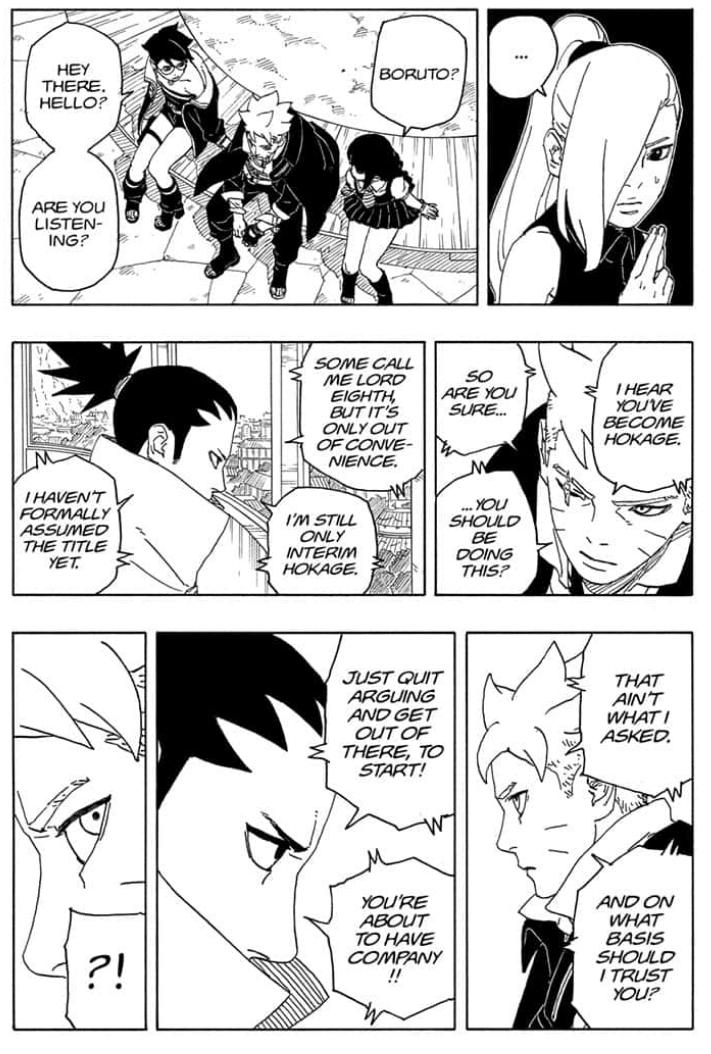 ...
BORUTO?
HEY
THERE.
HELLO?
ARE YOU
LISTEN-
ING?
I HEAR
YOU'VE
BECOME
HOKAGE.
SO
ARE YOU
SURE...
...YOU
SHOULD
BE
DOING
THIS?
SOME CALL
ME LORD
EIGHTH,
BUT IT'S
ONLY OUT
OF CONVE-
NIENCE.
I'M STILL
ONLY
INTERIM
HOKAGE.
I HAVEN'T
FORMALLY
ASSUMED
THE TITLE
YET.
THAT
AIN'T
WHAT I
ASKED.
AND ON
WHAT
BASIS
SHOULD
I TRUST
YOU?
JUST QUIT
ARGUING
AND GET
OUT OF
THERE, TO
START!
YOU'RE
ABOUT
TO HAVE
COMPANY
!!
?!